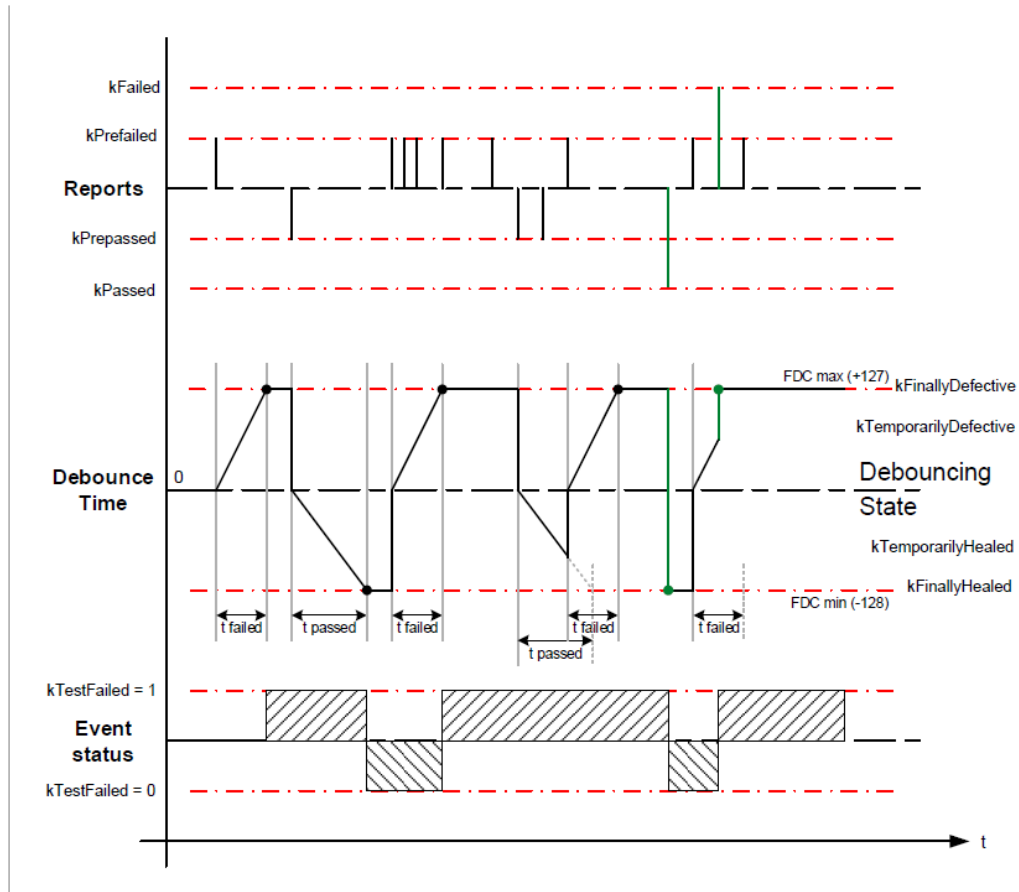 kFailed
kPrefailed
Reports
kPrepassed
kPassed
FDC max (+127)
kFinallyDefective
kTemporarilyDefective
Debounce
Time
0
Debouncing
State
kTemporarilyHealed
kFinallyHealed
FDC min (-128)
t failed
t passed
t failed
t passed
t failed
t failed
kTestFailed = 1
Event
status
kTestFailed = 0
t